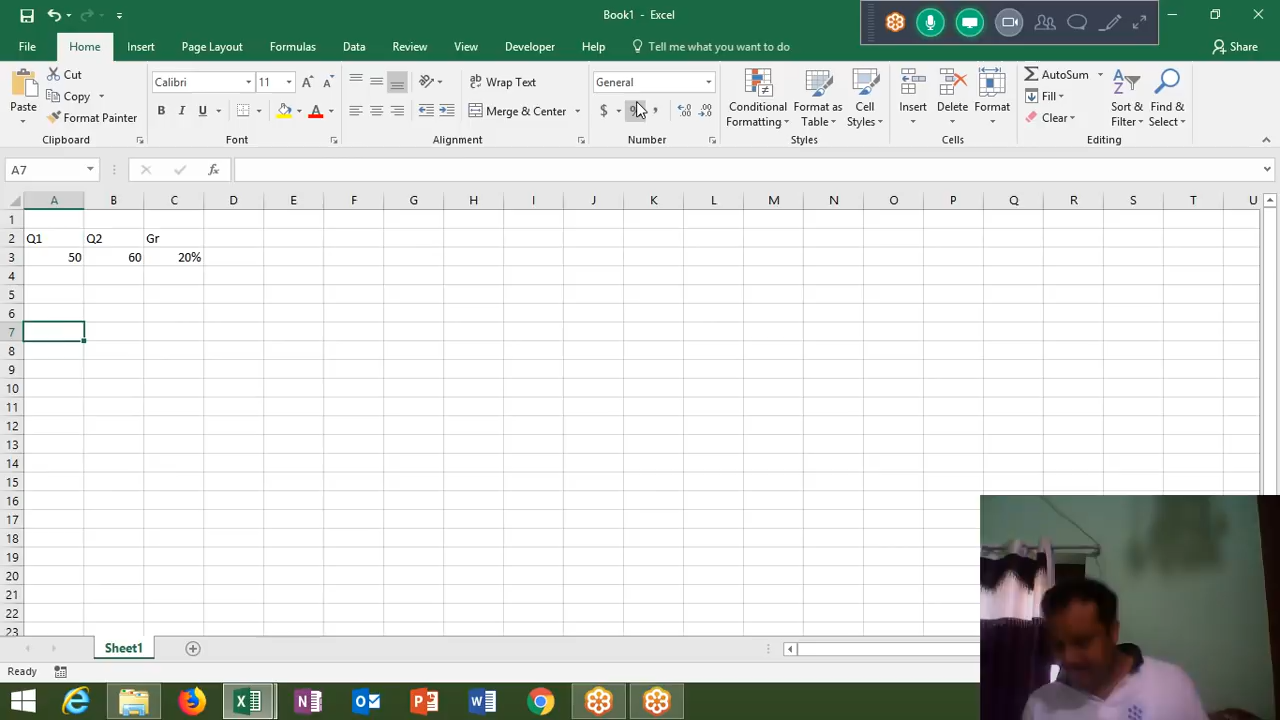 Book1 - Excel
File Home Insert Page Layout Formulas Data Review View Developer Help Tell me what you want to do Share
Paste Cut Copy Format Painter Clipboard
Calibri 11 B I U A Font
Wrap Text Merge & Center Alignment
General $ % , Number
Conditional Formatting Format as Table Cell Styles Styles
Insert Delete Format Cells
AutoSum Fill Clear Sort & Filter Find & Select Editing
A7 fx
A B C D E F G H I J K L M N O P Q R S T U
1
2 Q1 Q2 Gr
3 50 60 20%
4
5
6
7
8
9
10
11
12
13
14
15
16
17
18
19
20
21
22
23
Sheet1
Ready